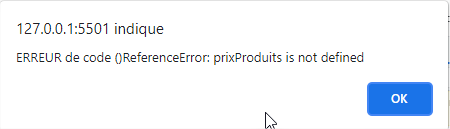 127.0.0.1:5501 indique
ERREUR de code ()ReferenceError: prixProduits is not defined
OK